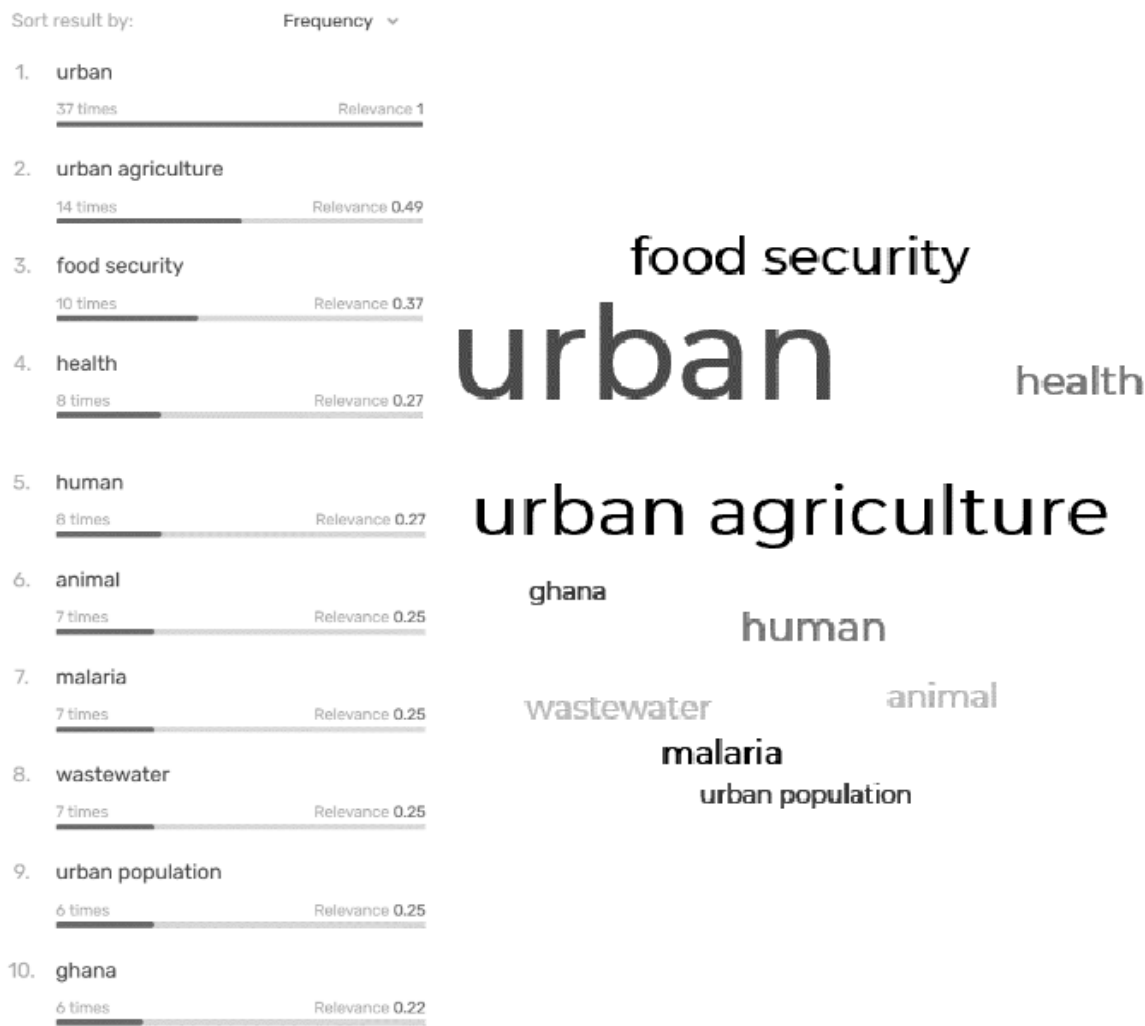 Sort result by: Frequency
1. urban
37 times Relevance 1
2. urban agriculture
14 times Relevance 0.49
3. food security
10 times Relevance 0.37
4. health
8 times Relevance 0.27
5. human
8 times Relevance 0.27
6. animal
7 times Relevance 0.25
7. malaria
7 times Relevance 0.25
8. wastewater
7 times Relevance 0.25
9. urban population
6 times Relevance 0.25
10. ghana
6 times Relevance 0.22
food security
urban
health
urban agriculture
ghana
human
wastewater
animal
malaria
urban population